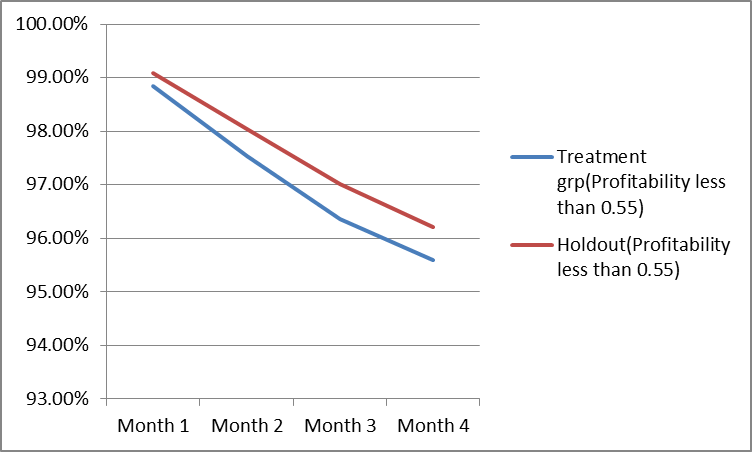 100.00%
99.00%
98.00%
97.00%
96.00%
95.00%
94.00%
93.00%
Month 1 Month 2 Month 3 Month 4
Treatment
grp(Profitability less
than 0.55)
Holdout(Profitability
less than 0.55)